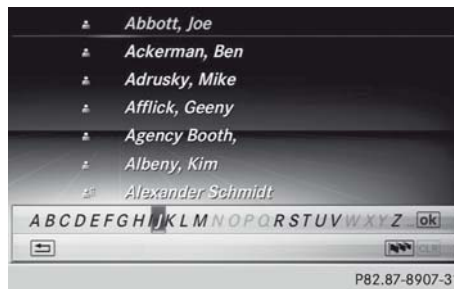 Abbott, Joe
Ackerman, Ben
Adrusky, Mike
Afflick, Geeny
Agency Booth,
Albeny, Kim
Alexander Schmidt
ABCDEFGHIJKLMNOPQRSTUVWXYZ ok
CLR
P82.87-8907-31